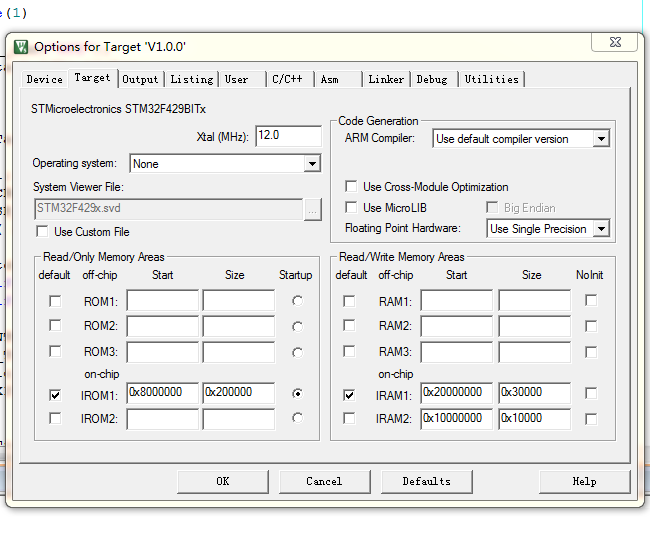 e(1)
Options for Target 'V1.0.0'
Device Target Output Listing User C/C++ Asm Linker Debug Utilities
STMicroelectronics STM32F429BITx
Xtal (MHz): 12.0
Operating system: None
System Viewer File:
STM32F429x.svd ...
Use Custom File
Code Generation
ARM Compiler: Use default compiler version
Use Cross-Module Optimization
Use MicroLIB Big Endian
Floating Point Hardware: Use Single Precision
Read/Only Memory Areas
default off-chip Start Size Startup
ROM1:
ROM2:
ROM3:
on-chip
IROM1: 0x8000000 0x200000
IROM2:
Read/Write Memory Areas
default off-chip Start Size NoInit
RAM1:
RAM2:
RAM3:
on-chip
IRAM1: 0x20000000 0x30000
IRAM2: 0x10000000 0x10000
OK Cancel Defaults Help